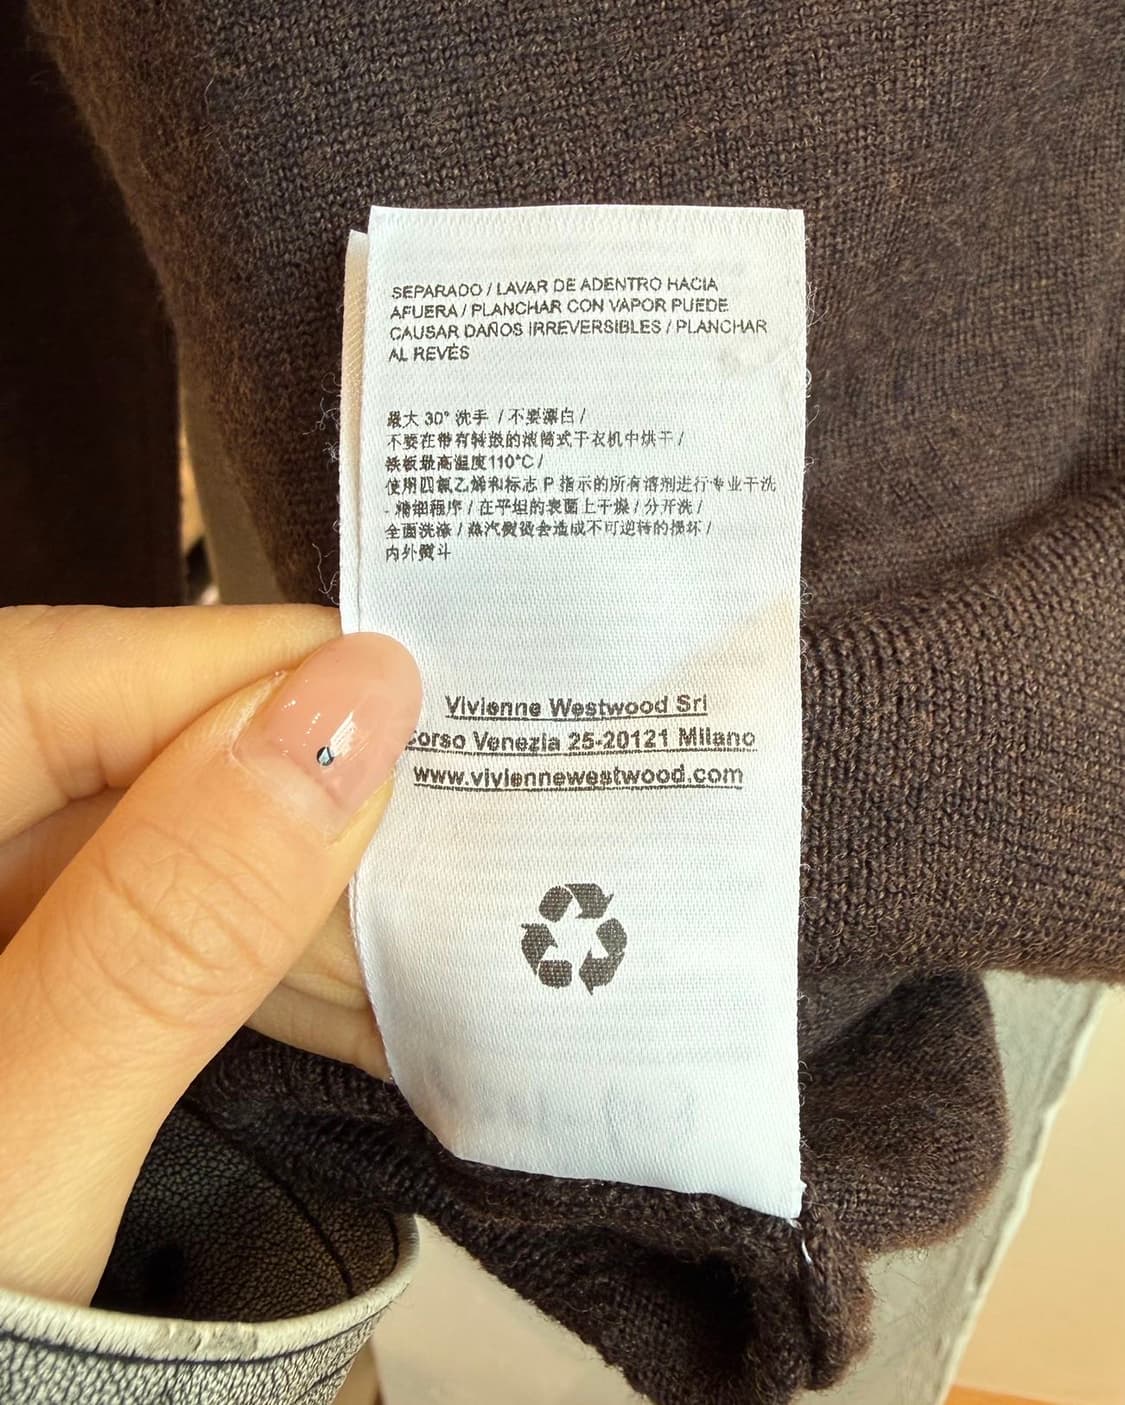 SEPARADO / LAVAR DE ADENTRO HACIA
AFUERA / PLANCHAR CON VAPOR PUEDE
CAUSAR DAÑOS IRREVERSIBLES / PLANCHAR
AL REVÉS
最大 30° 洗手 / 不要漂白 /
不要在带有转鼓的滚筒式干衣机中烘干 /
铁板最高温度110°C /
使用四氯乙烯和标志 P 指示的所有溶剂进行专业干洗
- 精细程序 / 在平坦的表面上干燥 / 分开洗 /
全面洗涤 / 蒸汽熨烫会造成不可逆转的损坏 /
内外熨斗
Vivienne Westwood Srl
Corso Venezia 25-20121 Milano
www.viviennewestwood.com